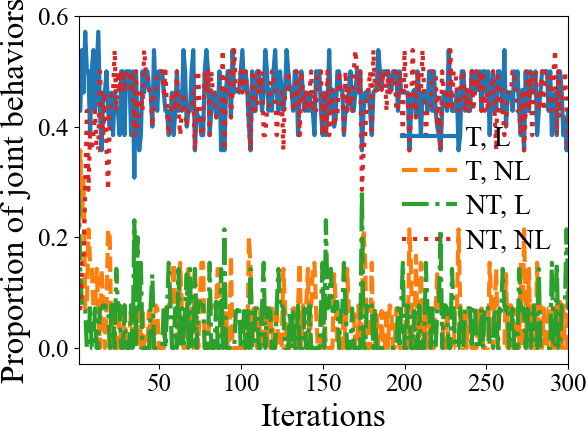 Proportion of joint behaviors
0.6
0.4
0.2
0.0
T, L
T, NL
NT, L
NT, NL
50 100 150 200 250 300
Iterations